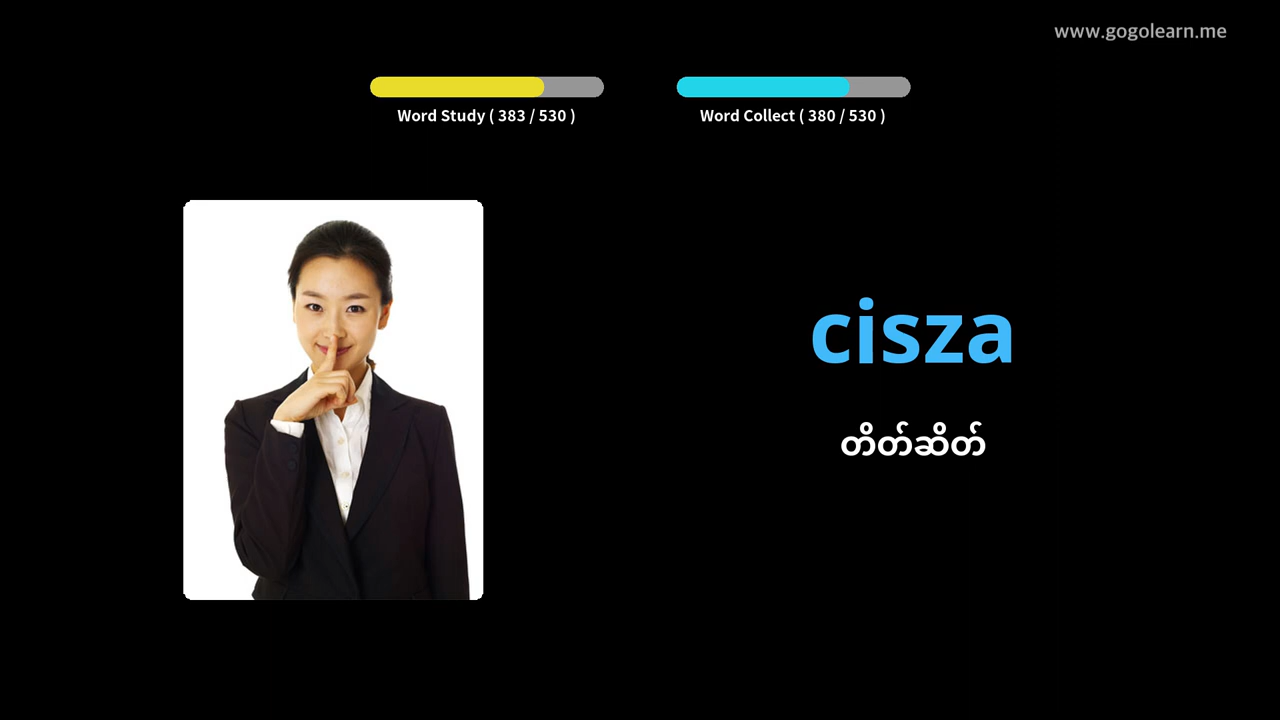 www.gogolearn.me
Word Study ( 383 / 530 )
Word Collect ( 380 / 530 )
cisza
တိတ်ဆိတ်